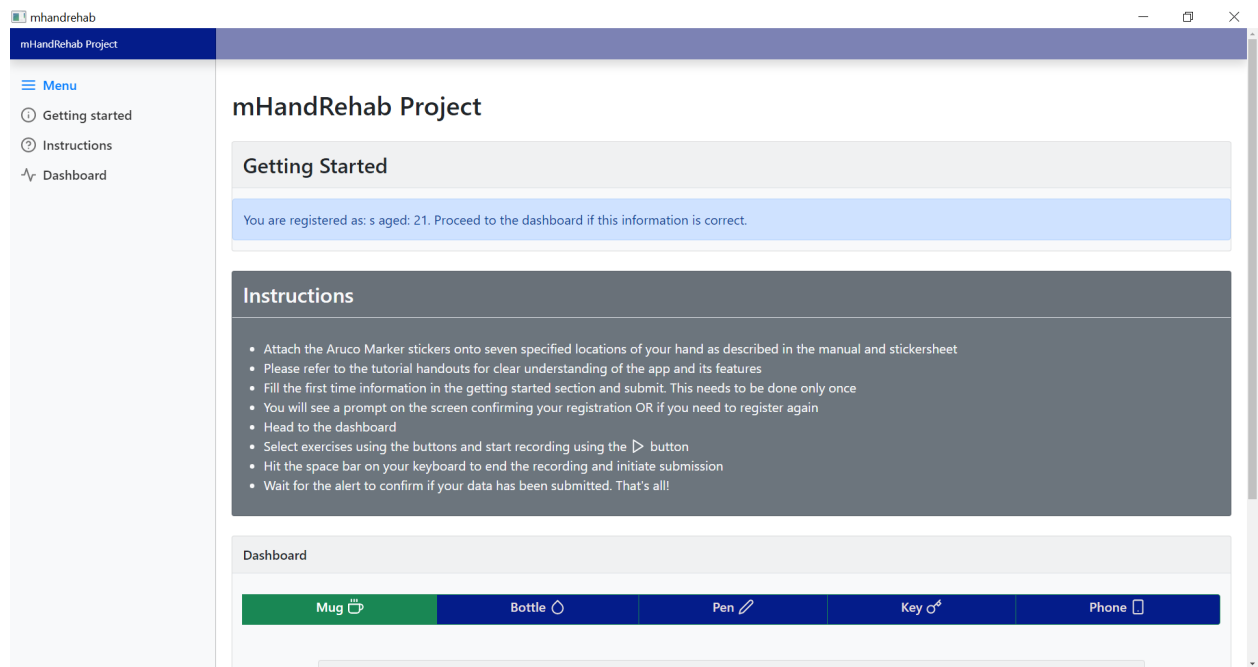 mhandrehab
mHandRehab Project
Menu
Getting started
Instructions
Dashboard
mHandRehab Project
Getting Started
You are registered as: s aged: 21. Proceed to the dashboard if this information is correct.
Instructions
Attach the Aruco Marker stickers onto seven specified locations of your hand as described in the manual and stickersheet
Please refer to the tutorial handouts for clear understanding of the app and its features
Fill the first time information in the getting started section and submit. This needs to be done only once
You will see a prompt on the screen confirming your registration OR if you need to register again
Head to the dashboard
Select exercises using the buttons and start recording using the button
Hit the space bar on your keyboard to end the recording and initiate submission
Wait for the alert to confirm if your data has been submitted. That's all!
Dashboard
Mug Bottle Pen Key Phone